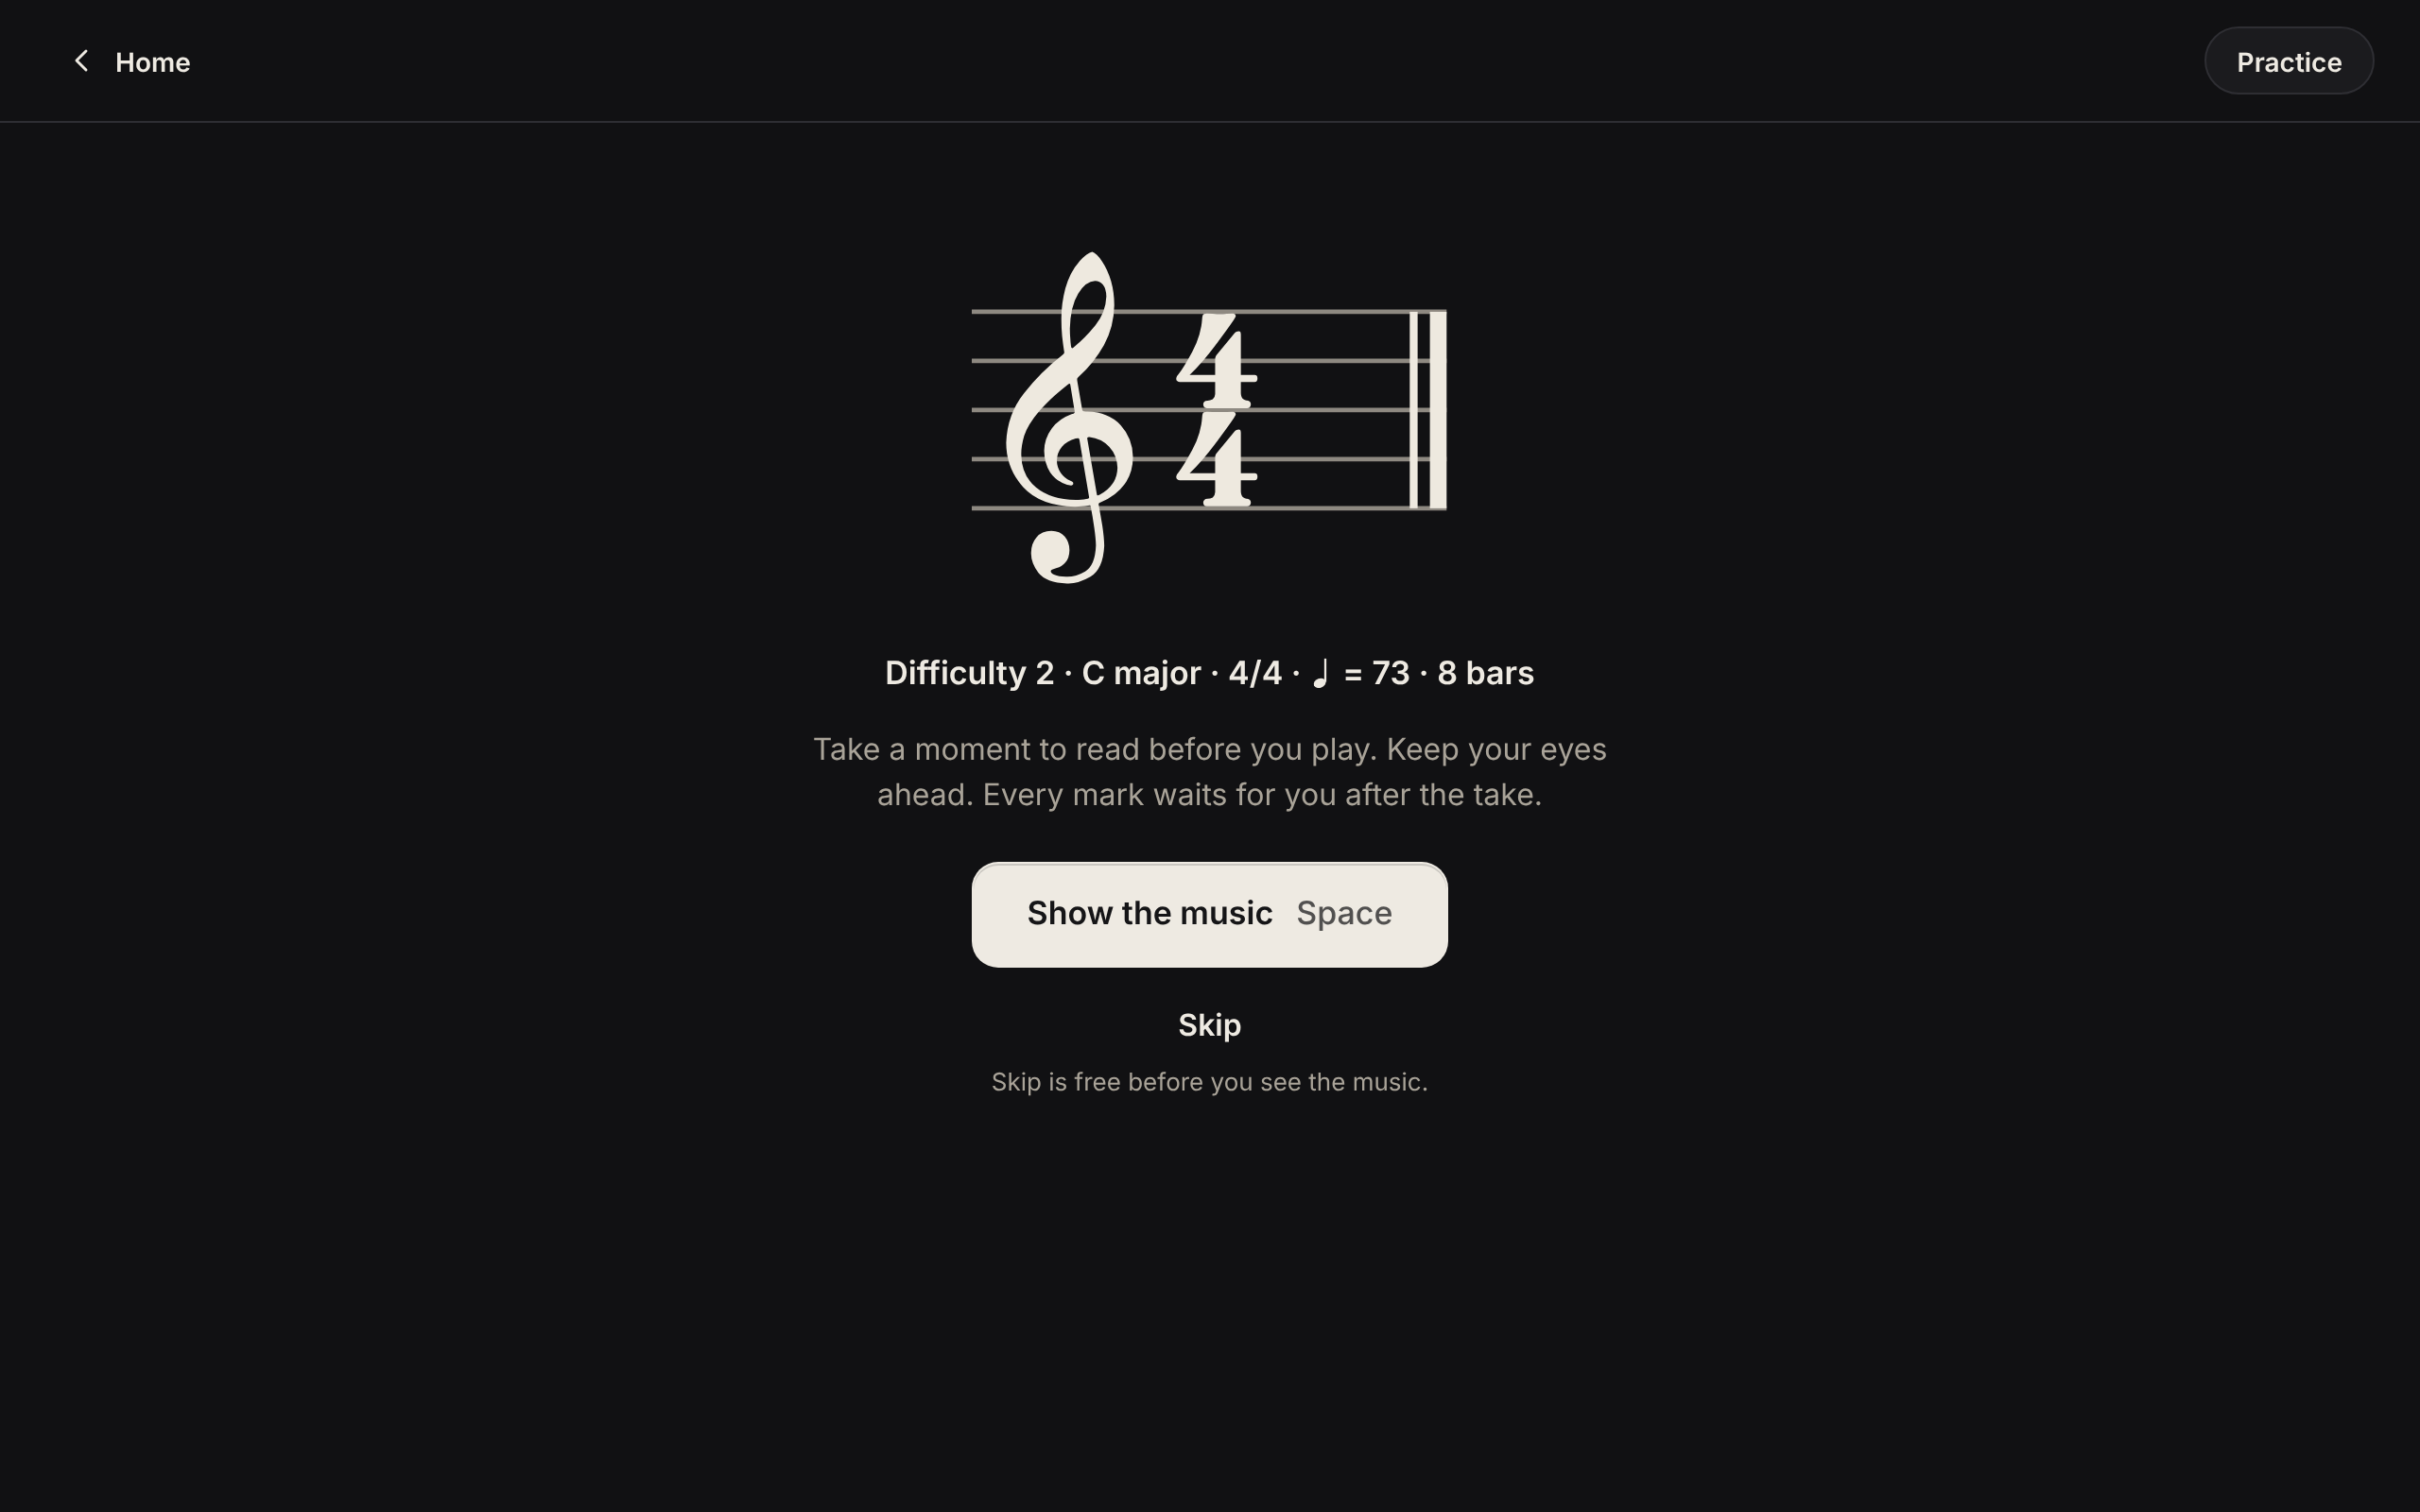 Home
Practice
4
4
Difficulty 2 · C major · 4/4 · ♩ = 73 · 8 bars
Take a moment to read before you play. Keep your eyes
ahead. Every mark waits for you after the take.
Show the music Space
Skip
Skip is free before you see the music.